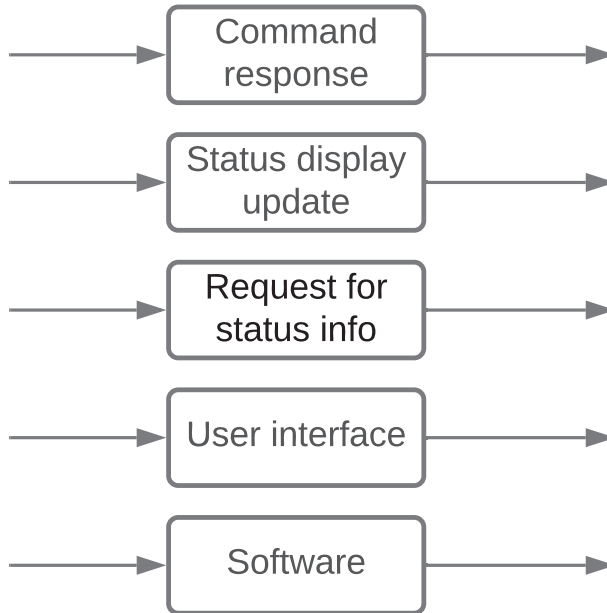 Command
response
Status display
update
Request for
status info
User interface
Software